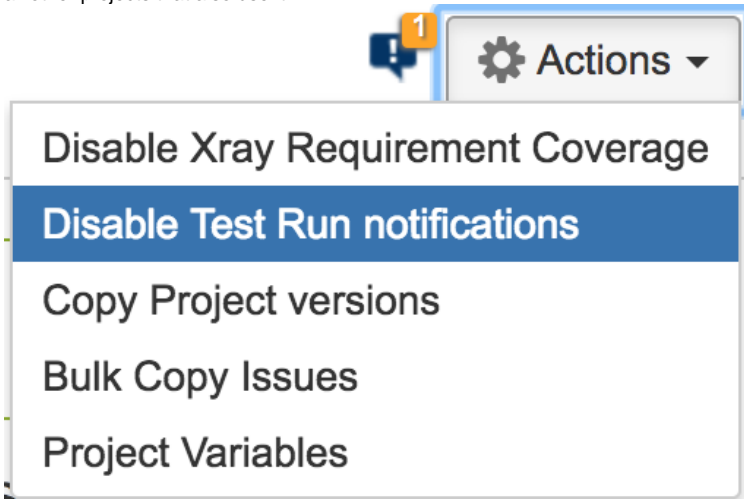 1
Actions
Disable Xray Requirement Coverage
Disable Test Run notifications
Copy Project versions
Bulk Copy Issues
Project Variables